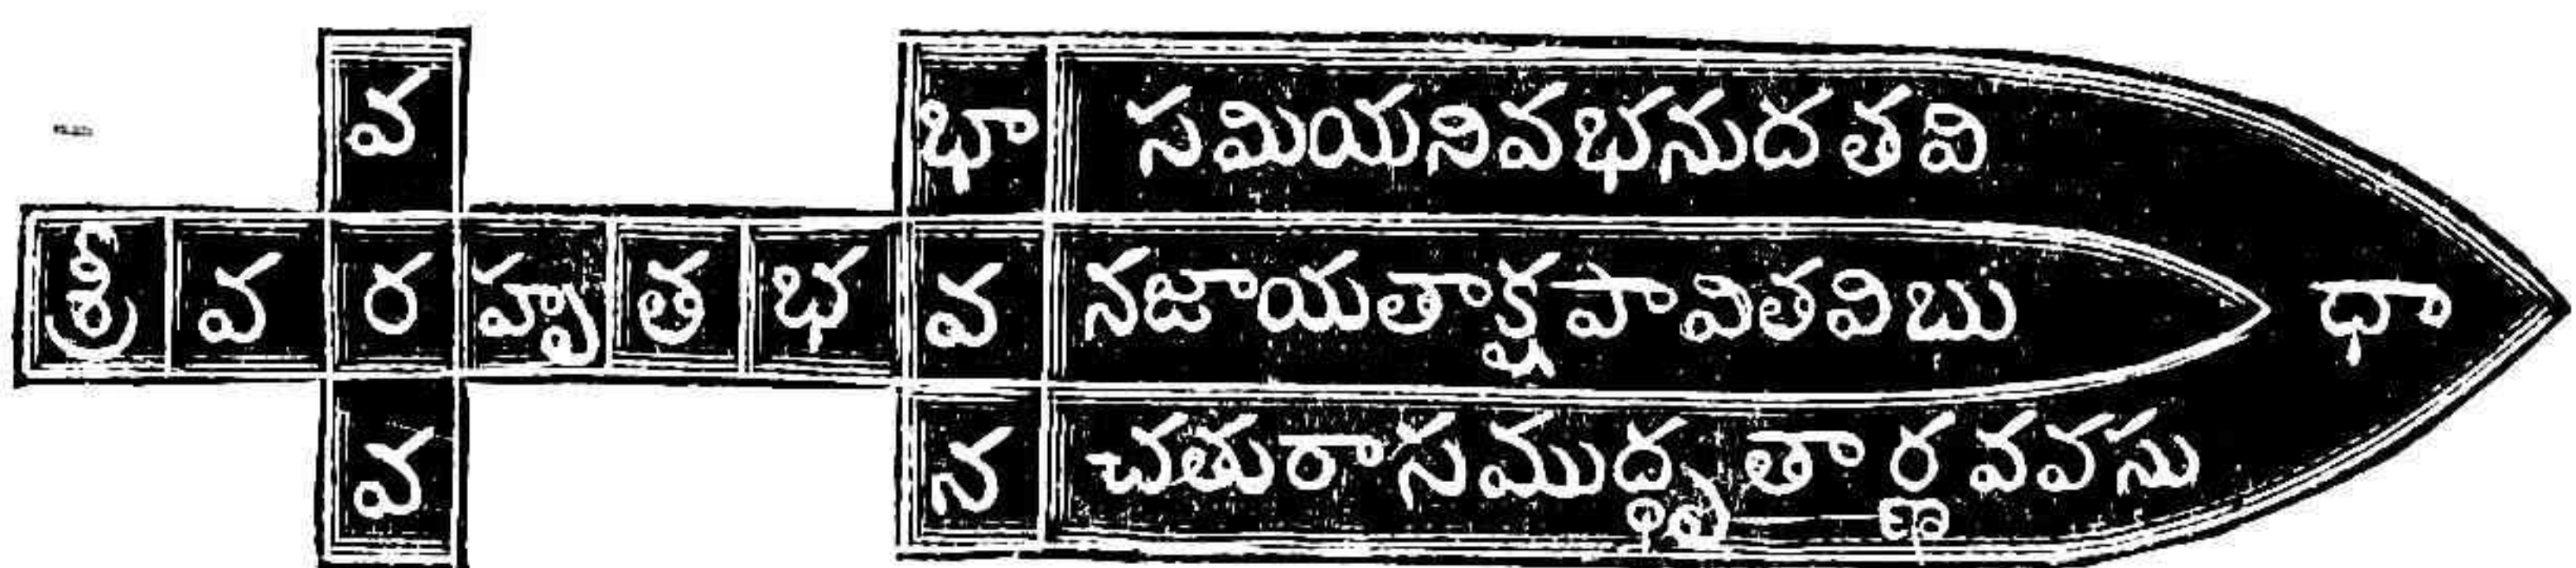 వ
భా సమియనివభనుదతవి
శ్రీ వ ర హృ త భ వ నజాయతాక్షపావితవిబు ధా
వ
న చతురాసముద్ధృతార్ణవవసు